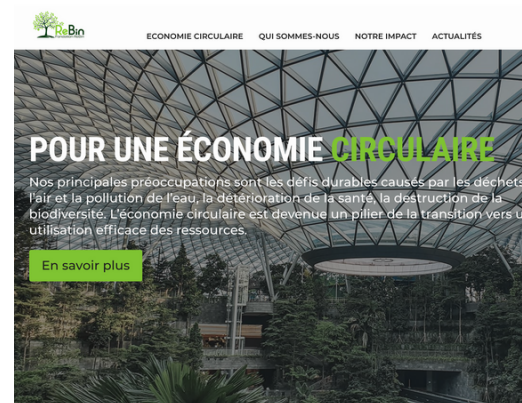 ReBin
ECONOMIE CIRCULAIRE QUI SOMMES-NOUS NOTRE IMPACT ACTUALITÉS
POUR UNE ÉCONOMIE CIRCULAIRE
Nos principales préoccupations sont les défis durables causés par les déchets
l'air et la pollution de l'eau, la détérioration de la santé, la destruction de la
biodiversité. L'économie circulaire est devenue un pilier de la transition vers
utilisation efficace des ressources.
En savoir plus